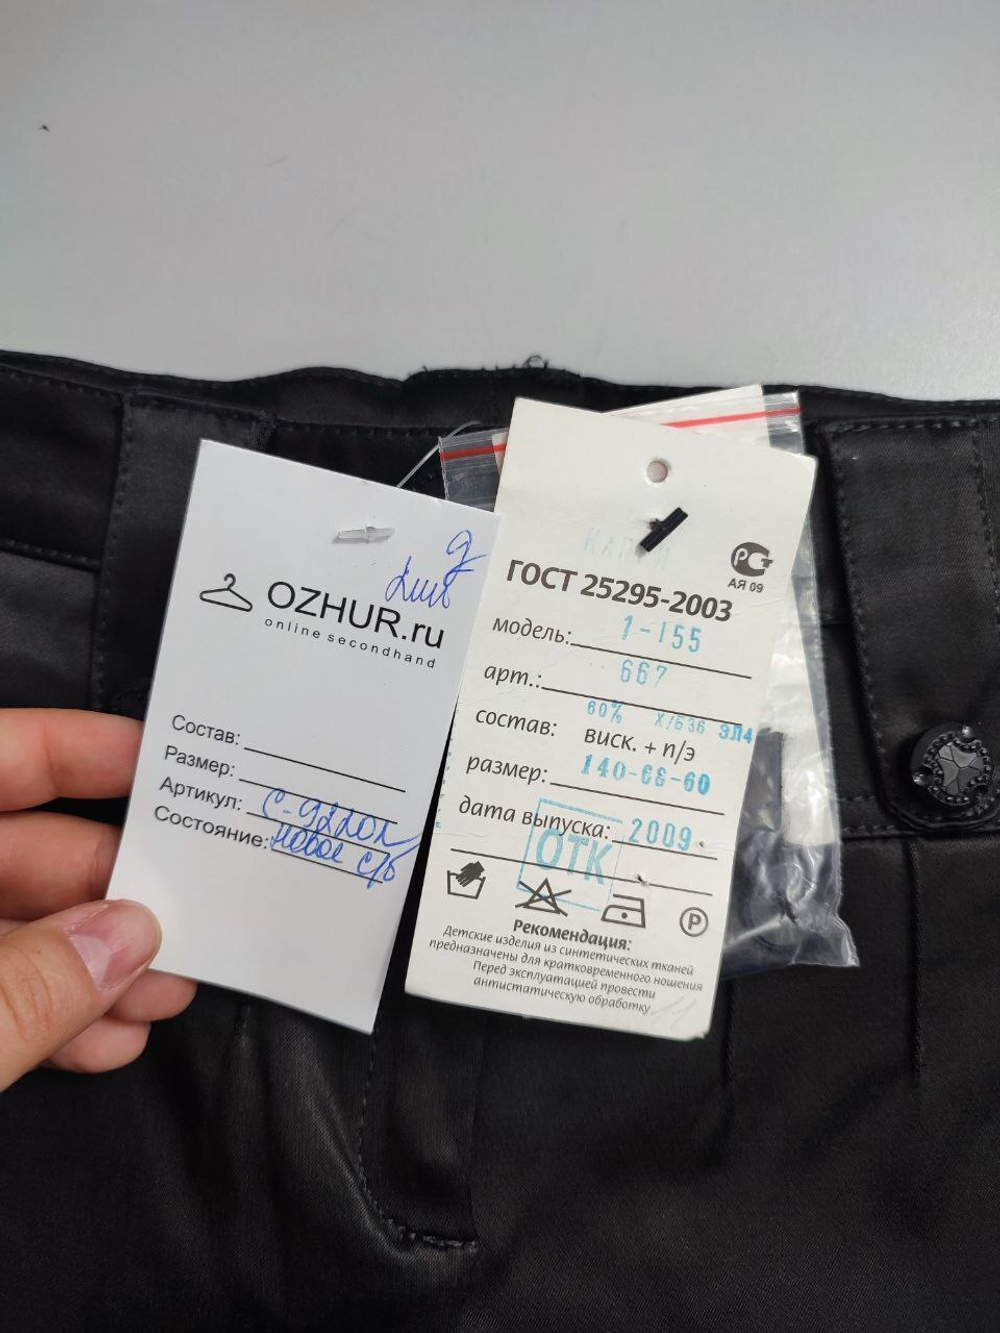 OZHUR.ru
online secondhand
Состав:
Размер:
Артикул:
Состояние: новое с/б
РСТ
АЯ 09
ГОСТ 25295-2003
модель: 1-155
арт.: 667
60% Х/Б36 ЭЛ4
состав: виск. + п/э
размер: 140-68-60
дата выпуска: 2009.
ОТК
P
Рекомендация:
Детские изделия из синтетических тканей
предназначены для кратковременного ношения
Перед эксплуатацией провести
антистатическую обработку